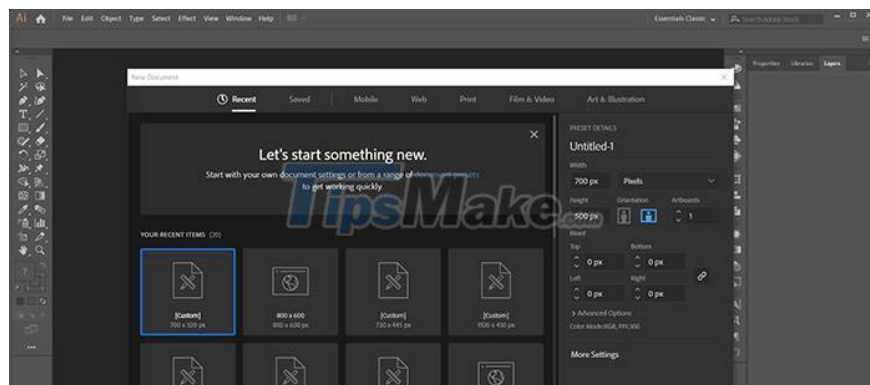 Ai File Edit Object Type Select Effect View Window Help Essentials Classic Search Adobe Stock
Properties Libraries Layers
New Document
Recent Saved Mobile Web Print Film & Video Art & Illustration
Let's start something new.
Start with your own document settings or from a range of document presets
to get working quickly.
YOUR RECENT ITEMS (20)
[Custom]
700 x 500 px
800 x 600
800 x 600 px
[Custom]
720 x 445 px
[Custom]
1100 x 450 px
PRESET DETAILS
Untitled-1
Width
700 px Pixels
Height Orientation Artboards
500 px 1
Bleed
Top Bottom
0 px 0 px
Left Right
0 px 0 px
Advanced Options
Color Mode:RGB, PPI:300
More Settings
TipsMake.com